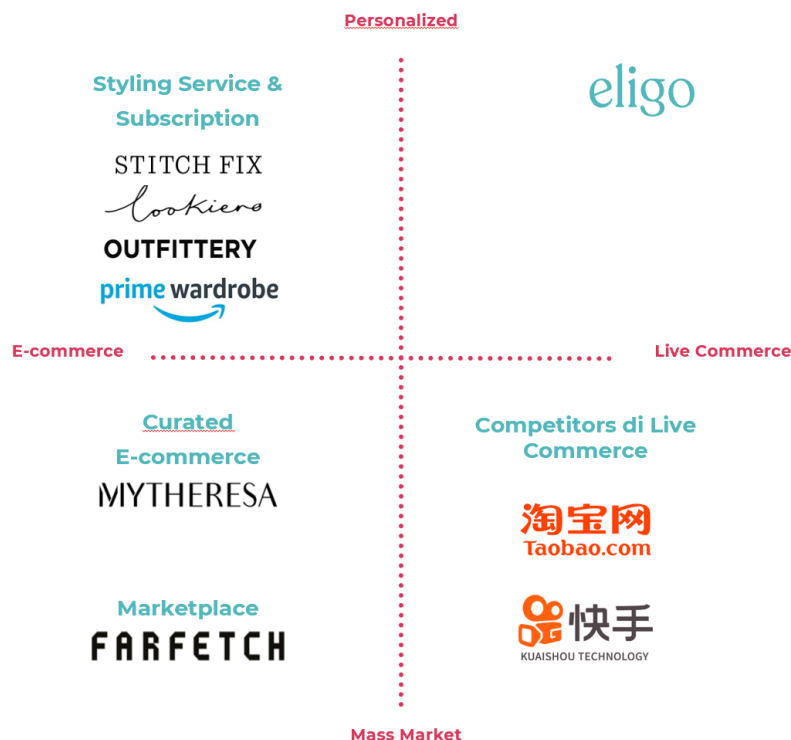 Personalized
Styling Service &
Subscription
STITCH FIX
lookiero
OUTFITTERY
prime wardrobe
eligo
E-commerce
Live Commerce
Curated
E-commerce
MYTHERESA
Marketplace
FARFETCH
Competitors di Live
Commerce
淘宝网
Taobao.com
快手
KUAISHOU TECHNOLOGY
Mass Market